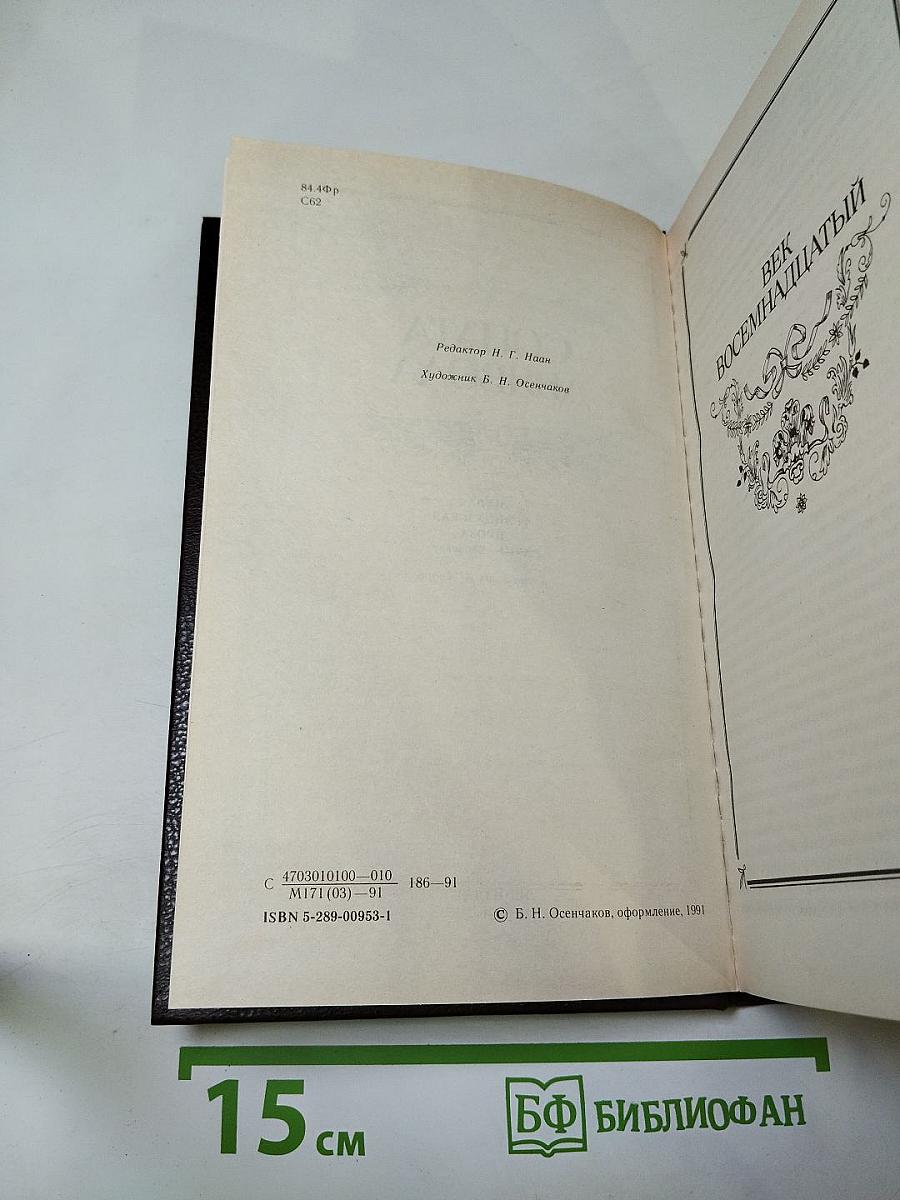 84.4Фр
С62
Редактор Н. Г. Наан
Художник Б. Н. Осенчаков
С 4703010100—010 186—91
М171(03)—91
ISBN 5-289-00953-1
© Б. Н. Осенчаков, оформление, 1991
ВЕК
ВОСЕМНАДЦАТЫЙ
15 см
БФ БИБЛИОФАН